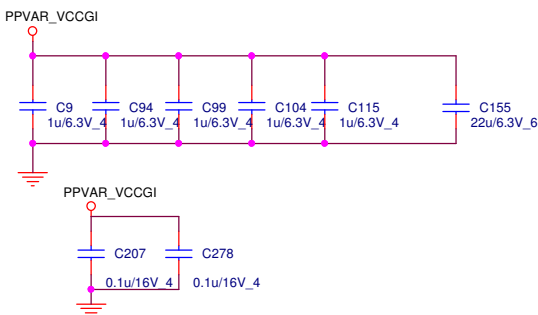 PPVAR_VCCGI
C9 C94 C99 C104 C115 C155
1u/6.3V_4 1u/6.3V_4 1u/6.3V_4 1u/6.3V_4 1u/6.3V_4 22u/6.3V_6
PPVAR_VCCGI
C207 C278
0.1u/16V_4 0.1u/16V_4